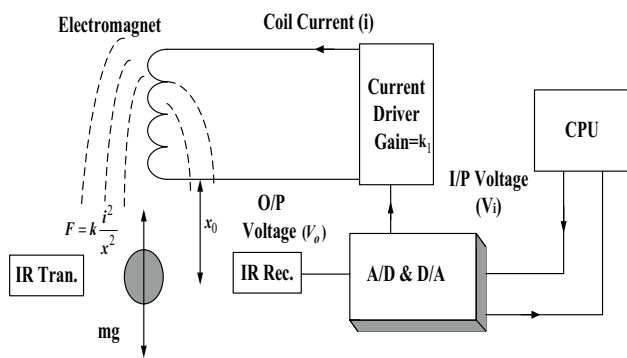 Electromagnet
Coil Current (i)
Current
Driver
Gain=k₁
CPU
I/P Voltage
(Vᵢ)
O/P
Voltage (Vₒ)
x₀
F = k i²/x²
IR Tran.
IR Rec.
A/D & D/A
mg